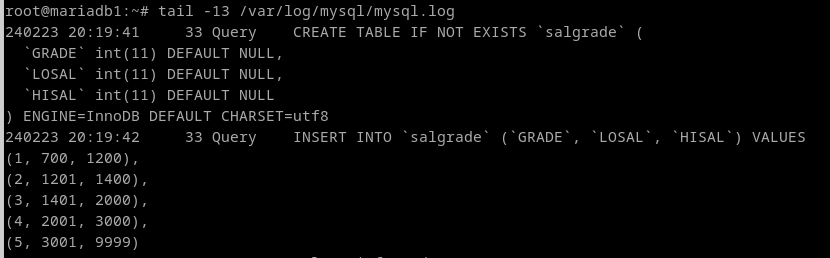 root@mariadb1:~# tail -13 /var/log/mysql/mysql.log
240223 20:19:41     33 Query    CREATE TABLE IF NOT EXISTS `salgrade` (
  `GRADE` int(11) DEFAULT NULL,
  `LOSAL` int(11) DEFAULT NULL,
  `HISAL` int(11) DEFAULT NULL
) ENGINE=InnoDB DEFAULT CHARSET=utf8
240223 20:19:42     33 Query    INSERT INTO `salgrade` (`GRADE`, `LOSAL`, `HISAL`) VALUES
(1, 700, 1200),
(2, 1201, 1400),
(3, 1401, 2000),
(4, 2001, 3000),
(5, 3001, 9999)